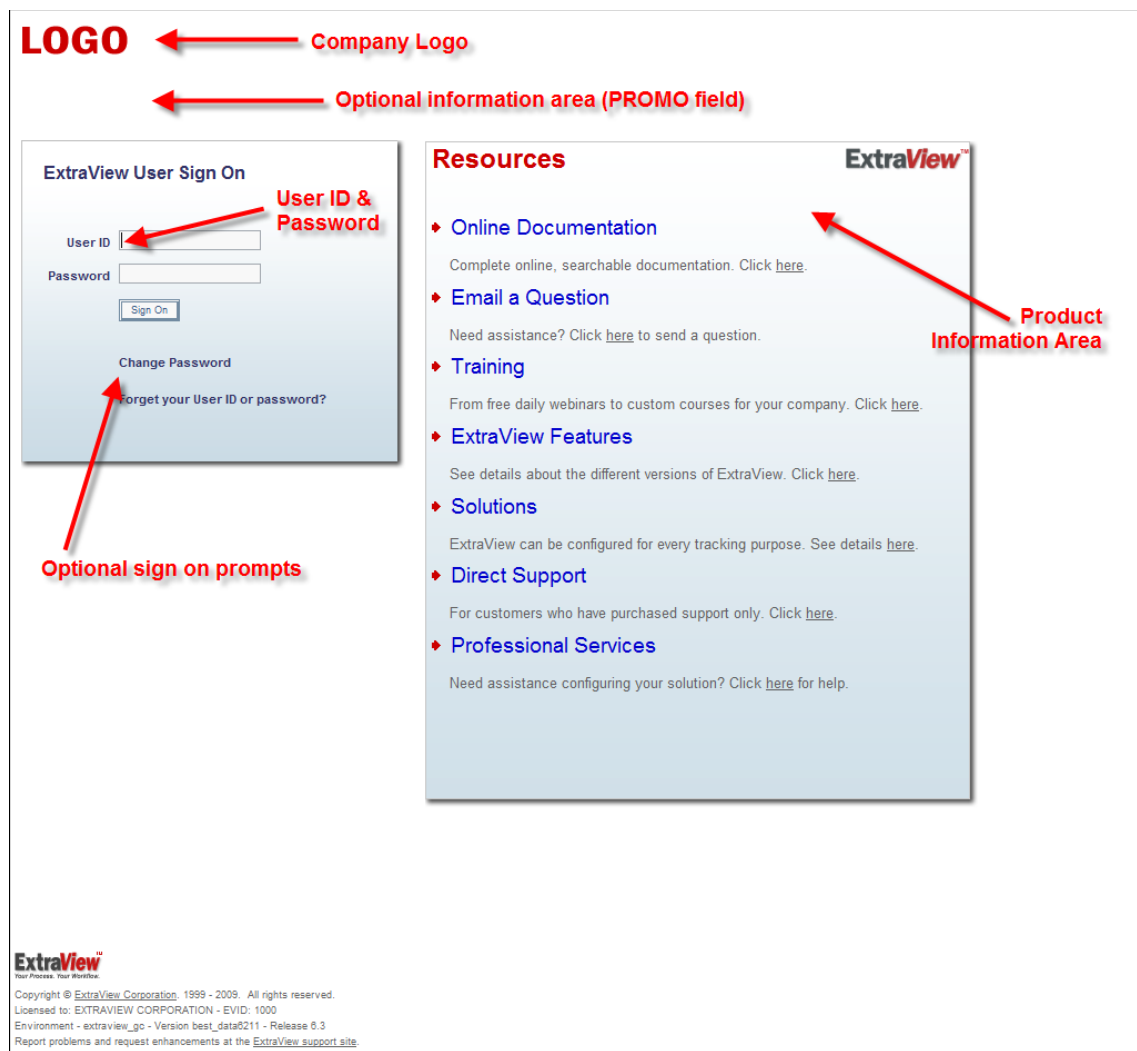 LOGO
Company Logo
Optional information area (PROMO field)
ExtraView User Sign On
User ID &
Password
User ID
Password
Sign On
Change Password
Forget your User ID or password?
Optional sign on prompts
Resources
ExtraView™
Online Documentation
Complete online, searchable documentation. Click here.
Email a Question
Need assistance? Click here to send a question.
Product
Information Area
Training
From free daily webinars to custom courses for your company. Click here.
ExtraView Features
See details about the different versions of ExtraView. Click here.
Solutions
ExtraView can be configured for every tracking purpose. See details here.
Direct Support
For customers who have purchased support only. Click here.
Professional Services
Need assistance configuring your solution? Click here for help.
ExtraView™
Your Process. Your Workflow.
Copyright © ExtraView Corporation. 1999 - 2009. All rights reserved.
Licensed to: EXTRAVIEW CORPORATION - EVID: 1000
Environment - extraview_gc - Version best_data6211 - Release 6.3
Report problems and request enhancements at the ExtraView support site.